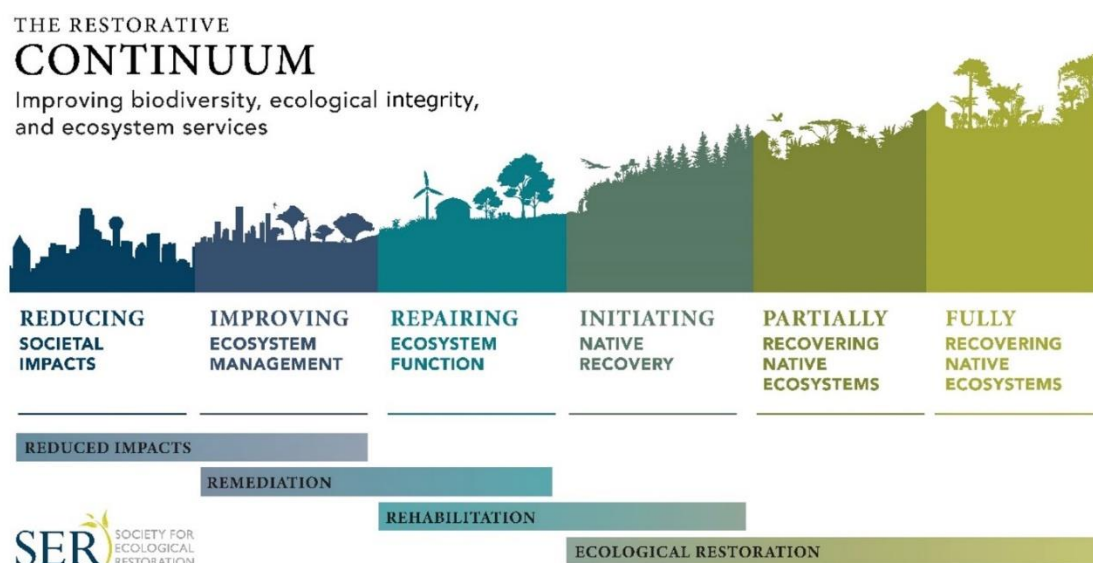 THE RESTORATIVE
CONTINUUM
Improving biodiversity, ecological integrity,
and ecosystem services
REDUCING
SOCIETAL
IMPACTS
IMPROVING
ECOSYSTEM
MANAGEMENT
REPAIRING
ECOSYSTEM
FUNCTION
INITIATING
NATIVE
RECOVERY
PARTIALLY
RECOVERING
NATIVE
ECOSYSTEMS
FULLY
RECOVERING
NATIVE
ECOSYSTEMS
REDUCED IMPACTS
REMEDIATION
REHABILITATION
ECOLOGICAL RESTORATION
SER
SOCIETY FOR
ECOLOGICAL
RESTORATION